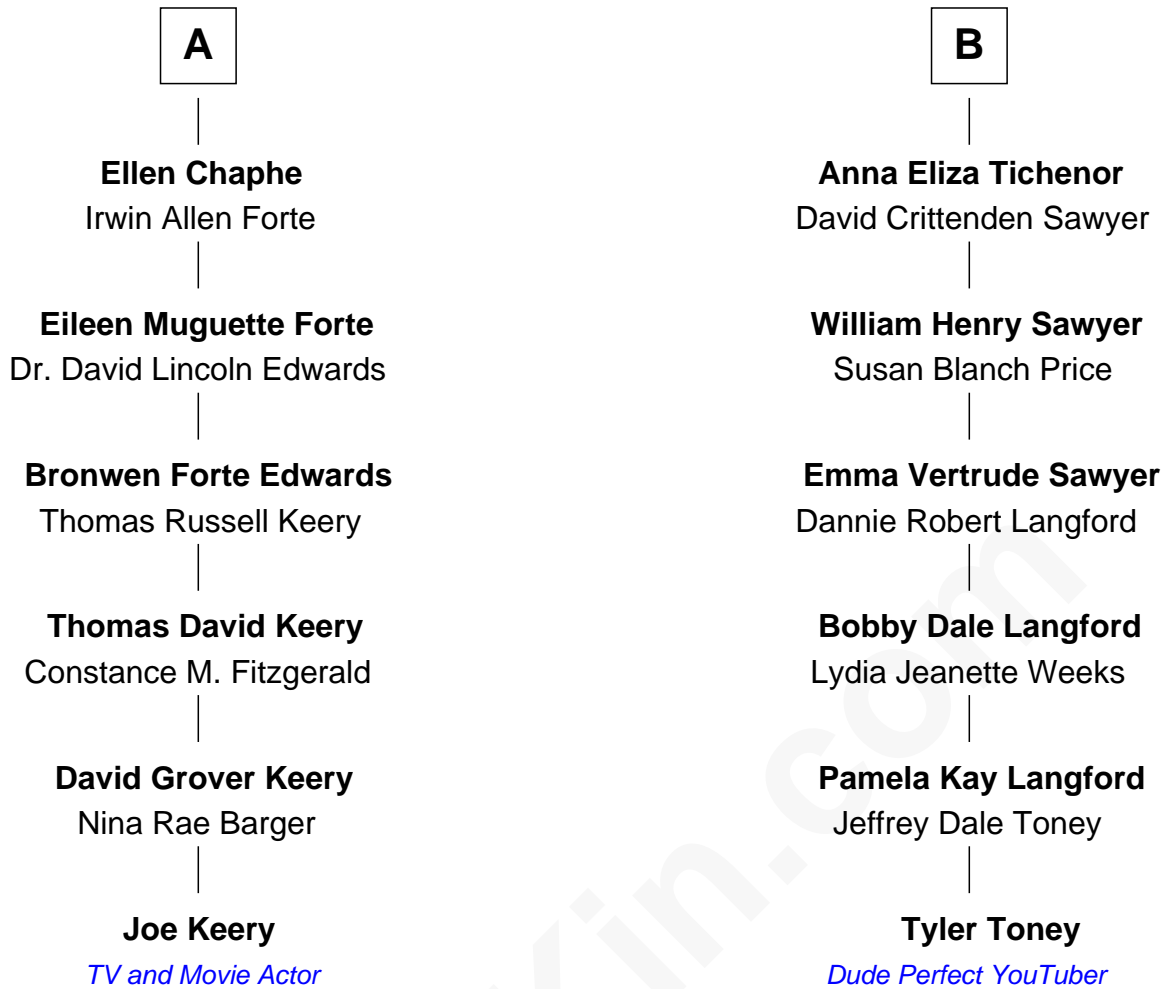 A
Ellen Chaphe
Irwin Allen Forte
Eileen Muguette Forte
Dr. David Lincoln Edwards
Bronwen Forte Edwards
Thomas Russell Keery
Thomas David Keery
Constance M. Fitzgerald
David Grover Keery
Nina Rae Barger
Joe Keery
TV and Movie Actor
B
Anna Eliza Tichenor
David Crittenden Sawyer
William Henry Sawyer
Susan Blanch Price
Emma Vertrude Sawyer
Dannie Robert Langford
Bobby Dale Langford
Lydia Jeanette Weeks
Pamela Kay Langford
Jeffrey Dale Toney
Tyler Toney
Dude Perfect YouTuber